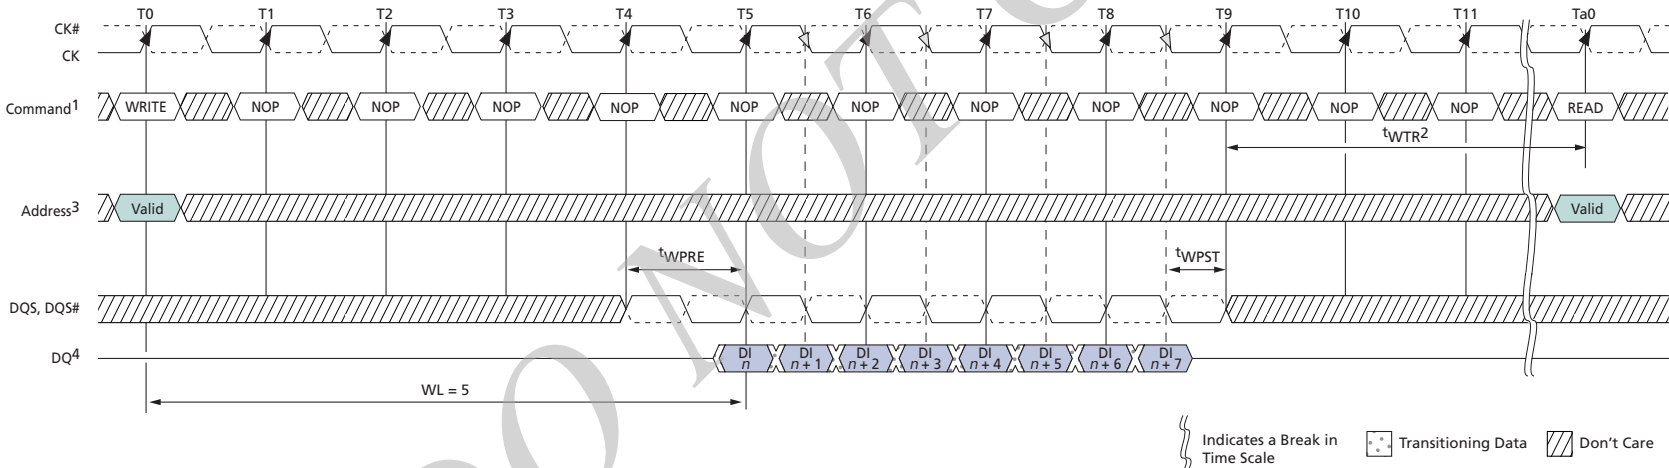 T0 T1 T2 T3 T4 T5 T6 T7 T8 T9 T10 T11 Ta0
CK#
CK
Command1 WRITE NOP NOP NOP NOP NOP NOP NOP NOP NOP NOP NOP READ
tWTR2
Address3 Valid Valid
tWPRE tWPST
DQS, DQS#
DQ4 DI n DI n + 1 DI n + 2 DI n + 3 DI n + 4 DI n + 5 DI n + 6 DI n + 7
WL = 5
Indicates a Break in
Time Scale
Transitioning Data
Don't Care
DO NOT